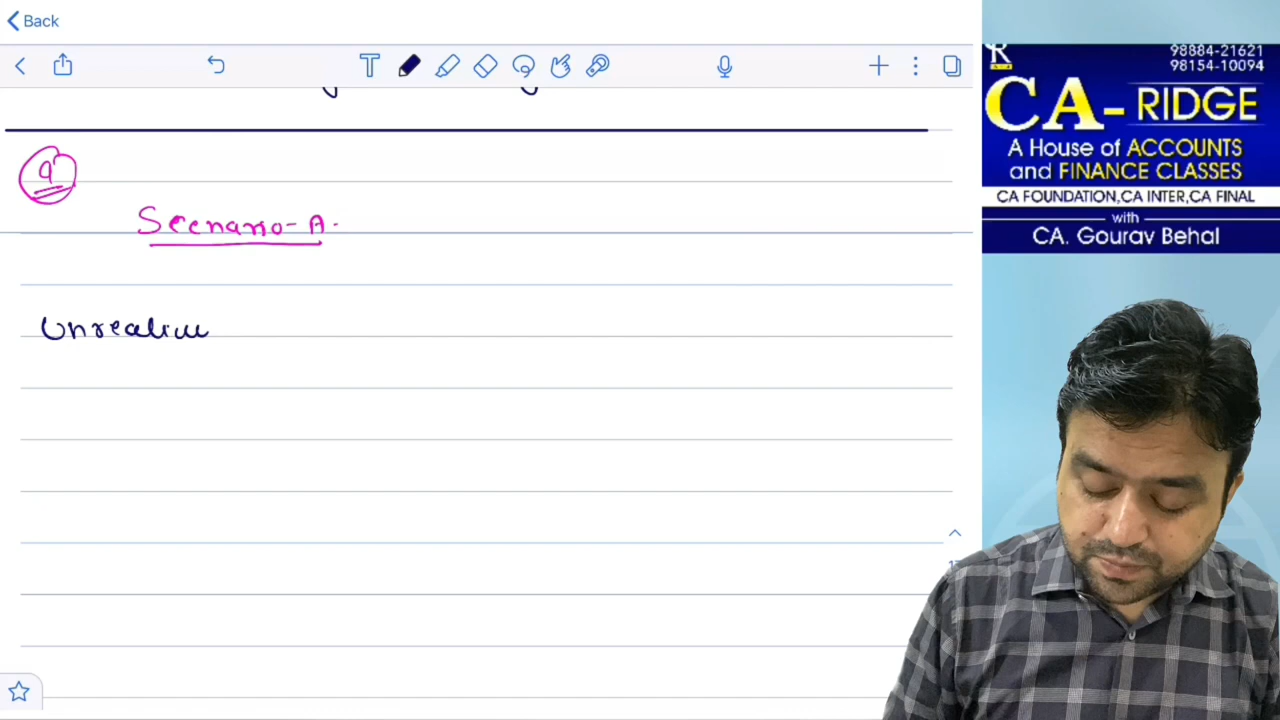 Back
98884-21621
98154-10094
R
CA- RIDGE
A House of ACCOUNTS
and FINANCE CLASSES
CA FOUNDATION,CA INTER,CA FINAL
with
CA. Gourav Behal
T
9
Scenario-A.